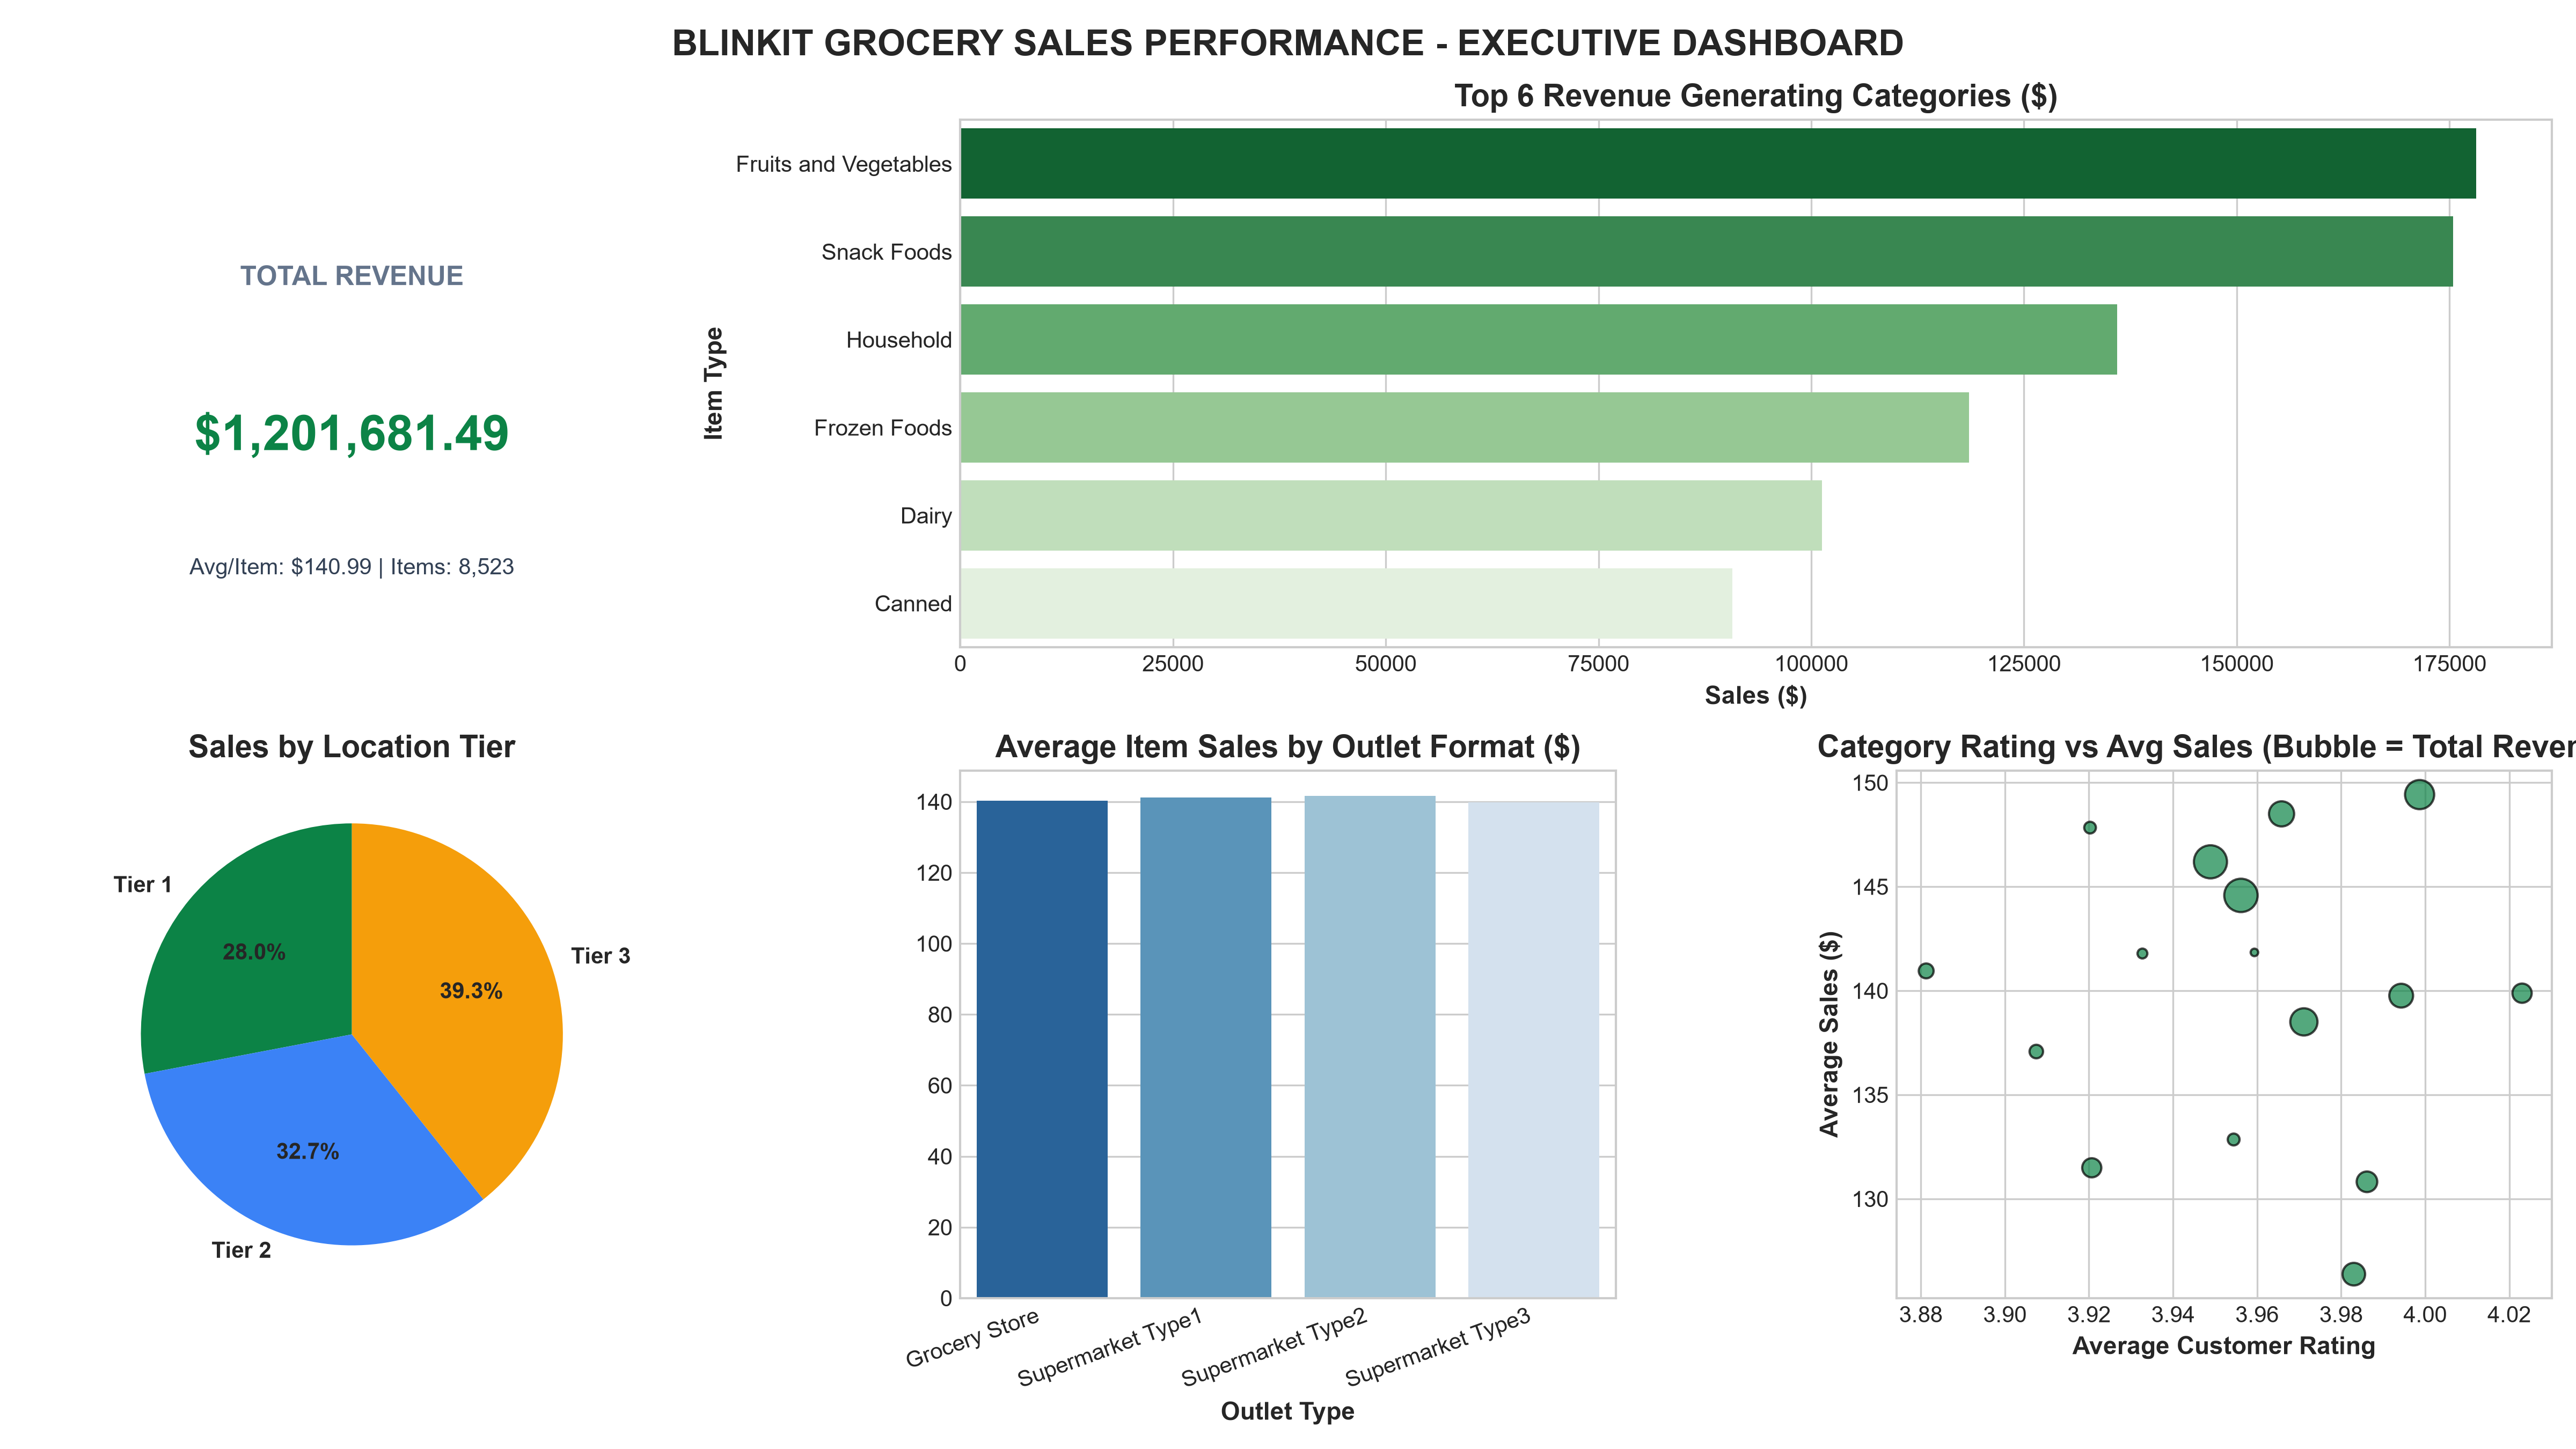 BLINKIT GROCERY SALES PERFORMANCE - EXECUTIVE DASHBOARD
TOTAL REVENUE
$1,201,681.49
Avg/Item: $140.99 | Items: 8,523
Top 6 Revenue Generating Categories ($)
Item Type
Fruits and Vegetables
Snack Foods
Household
Frozen Foods
Dairy
Canned
0 25000 50000 75000 100000 125000 150000 175000
Sales ($)
Sales by Location Tier
Tier 1
28.0%
Tier 3
39.3%
32.7%
Tier 2
Average Item Sales by Outlet Format ($)
140
120
100
80
60
40
20
0
Grocery Store
Supermarket Type1
Supermarket Type2
Supermarket Type3
Outlet Type
Category Rating vs Avg Sales (Bubble = Total Reven
Average Sales ($)
150
145
140
135
130
3.88 3.90 3.92 3.94 3.96 3.98 4.00 4.02
Average Customer Rating